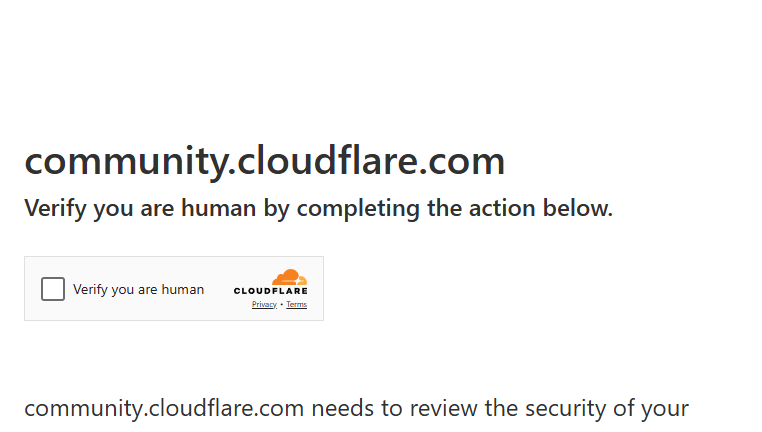 community.cloudflare.com
Verify you are human by completing the action below.
Verify you are human
CLOUDFLARE
Privacy • Terms
community.cloudflare.com needs to review the security of your